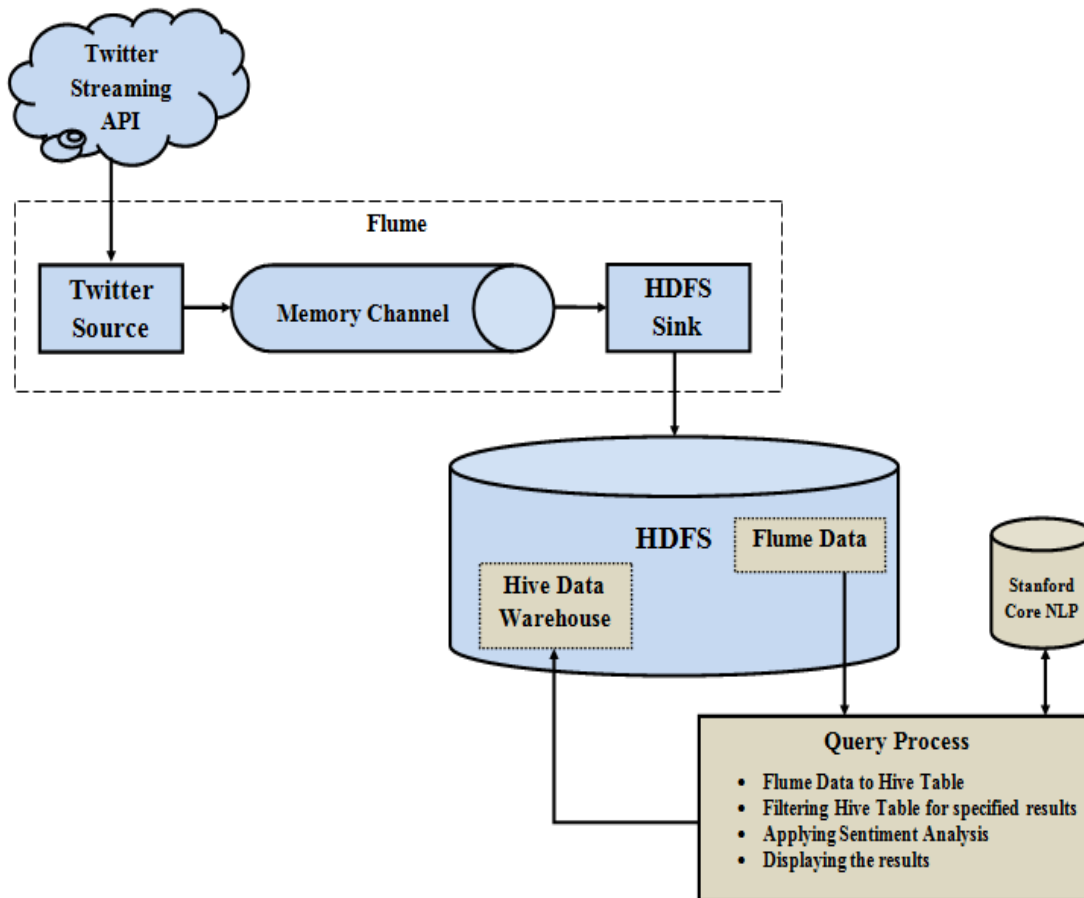 Twitter
Streaming
API
Flume
Twitter
Source
Memory Channel
HDFS
Sink
HDFS
Flume Data
Hive Data
Warehouse
Stanford
Core NLP
Query Process
• Flume Data to Hive Table
• Filtering Hive Table for specified results
• Applying Sentiment Analysis
• Displaying the results